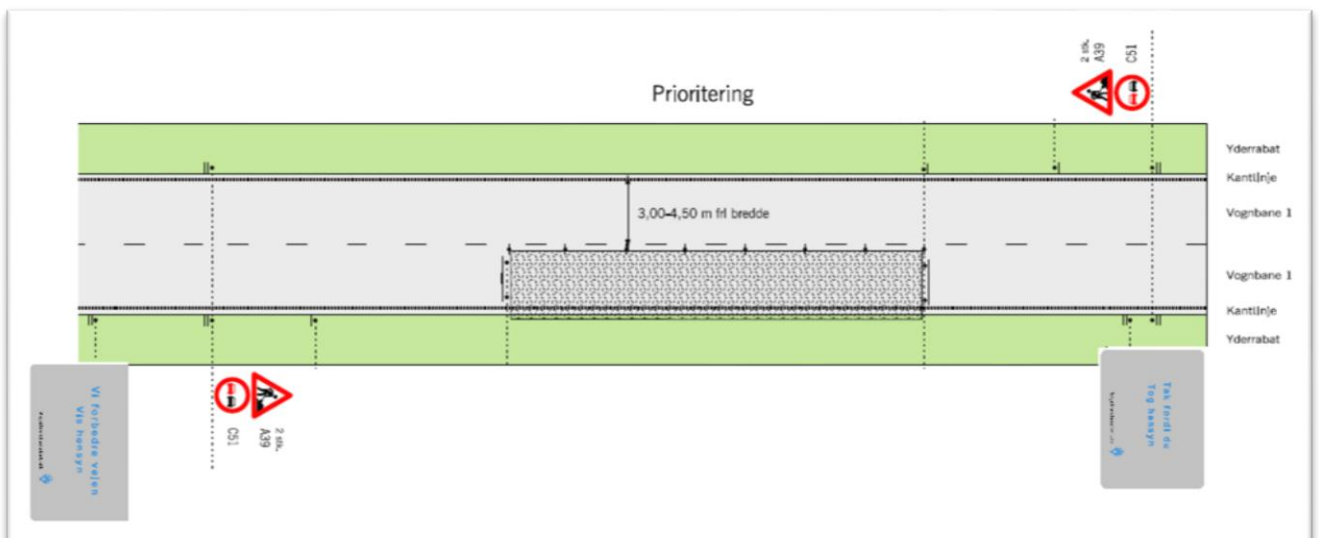 Prioritering
2 stk.
A39
C51
Yderrabat
Kantlinje
Vognbane 1
3,00-4,50 m fri bredde
Vognbane 1
Kantlinje
Yderrabat
Vi forbedre vejen
Vis hensyn
C51
A39
2 stk.
Tak fordi du
Tog hensyn